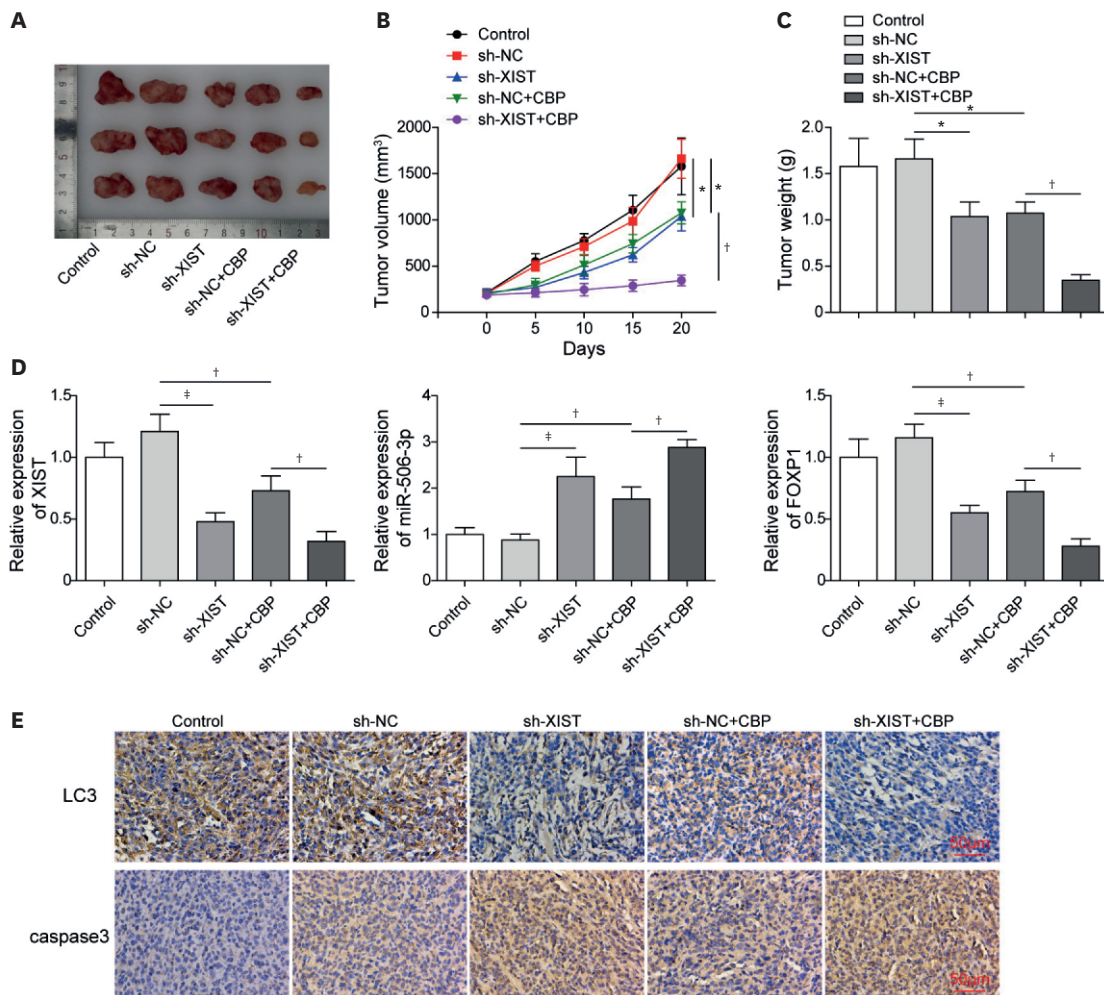 A
Control
sh-NC
sh-XIST
sh-NC+CBP
sh-XIST+CBP
B
Control
sh-NC
sh-XIST
sh-NC+CBP
sh-XIST+CBP
Tumor volume (mm³)
2000
1500
1000
500
0
0 5 10 15 20
Days
* *
†
C
Control
sh-NC
sh-XIST
sh-NC+CBP
sh-XIST+CBP
Tumor weight (g)
2.0
1.5
1.0
0.5
0
*
*
†
D
Relative expression
of XIST
1.5
1.0
0.5
0
†
‡
†
Control
sh-NC
sh-XIST
sh-NC+CBP
sh-XIST+CBP
Relative expression
of miR-506-3p
4
3
2
1
0
†
‡
†
Control
sh-NC
sh-XIST
sh-NC+CBP
sh-XIST+CBP
Relative expression
of FOXP1
1.5
1.0
0.5
0
†
‡
†
Control
sh-NC
sh-XIST
sh-NC+CBP
sh-XIST+CBP
E
Control sh-NC sh-XIST sh-NC+CBP sh-XIST+CBP
LC3
50μm
caspase3
50μm